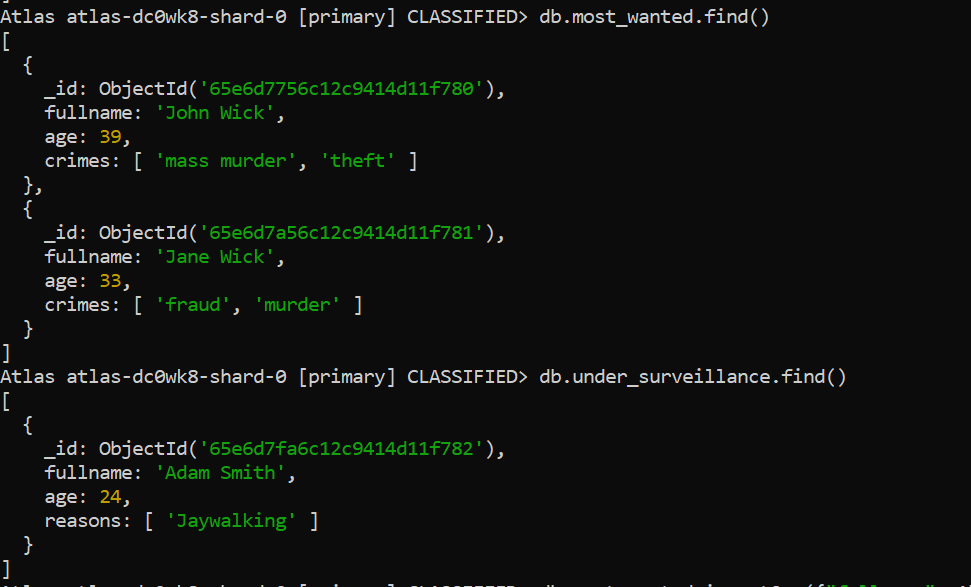 Atlas atlas-dc0wk8-shard-0 [primary] CLASSIFIED> db.most_wanted.find()
[
  {
    _id: ObjectId('65e6d7756c12c9414d11f780'),
    fullname: 'John Wick',
    age: 39,
    crimes: [ 'mass murder', 'theft' ]
  },
  {
    _id: ObjectId('65e6d7a56c12c9414d11f781'),
    fullname: 'Jane Wick',
    age: 33,
    crimes: [ 'fraud', 'murder' ]
  }
]
Atlas atlas-dc0wk8-shard-0 [primary] CLASSIFIED> db.under_surveillance.find()
[
  {
    _id: ObjectId('65e6d7fa6c12c9414d11f782'),
    fullname: 'Adam Smith',
    age: 24,
    reasons: [ 'Jaywalking' ]
  }
]